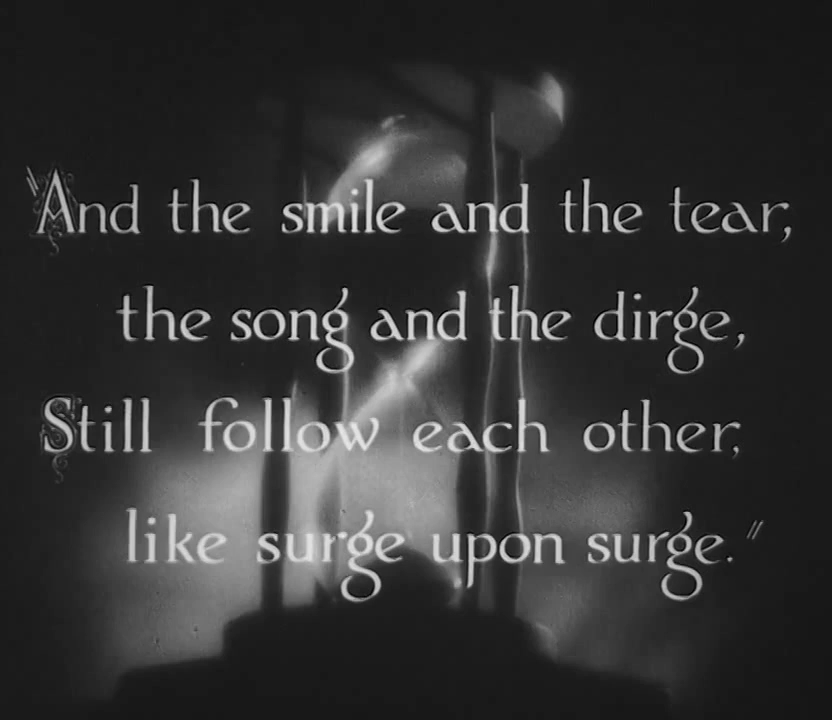 "And the smile and the tear,
the song and the dirge,
Still follow each other,
like surge upon surge."